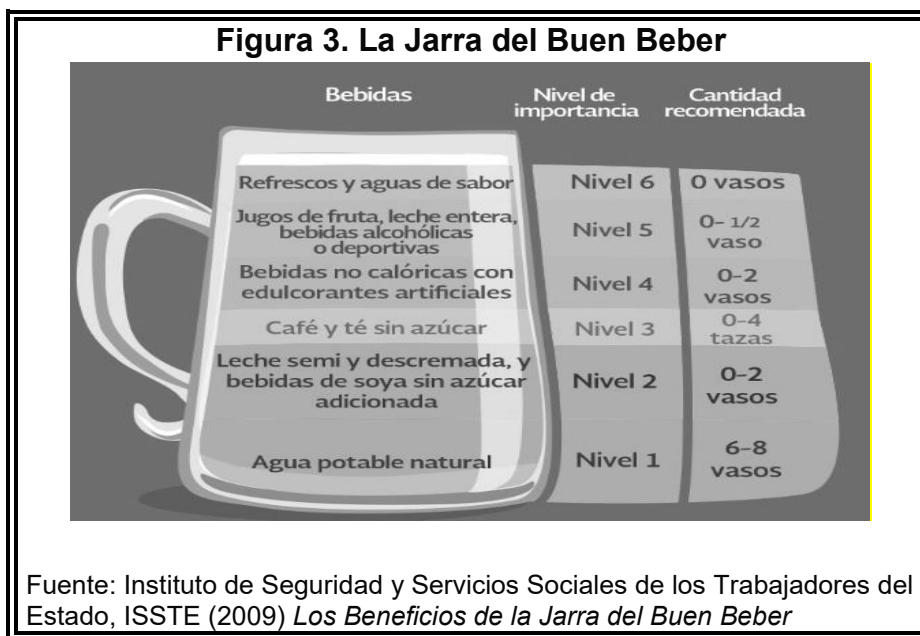 Figura 3. La Jarra del Buen Beber
Bebidas
Nivel de
importancia
Cantidad
recomendada
Refrescos y aguas de sabor
Nivel 6
0 vasos
Jugos de fruta, leche entera,
bebidas alcohólicas
o deportivas
Nivel 5
0- 1/2
vaso
Bebidas no calóricas con
edulcorantes artificiales
Nivel 4
0-2
vasos
Café y té sin azúcar
Nivel 3
0-4
tazas
Leche semi y descremada, y
bebidas de soya sin azúcar
adicionada
Nivel 2
0-2
vasos
Agua potable natural
Nivel 1
6-8
vasos
Fuente: Instituto de Seguridad y Servicios Sociales de los Trabajadores del
Estado, ISSTE (2009) Los Beneficios de la Jarra del Buen Beber